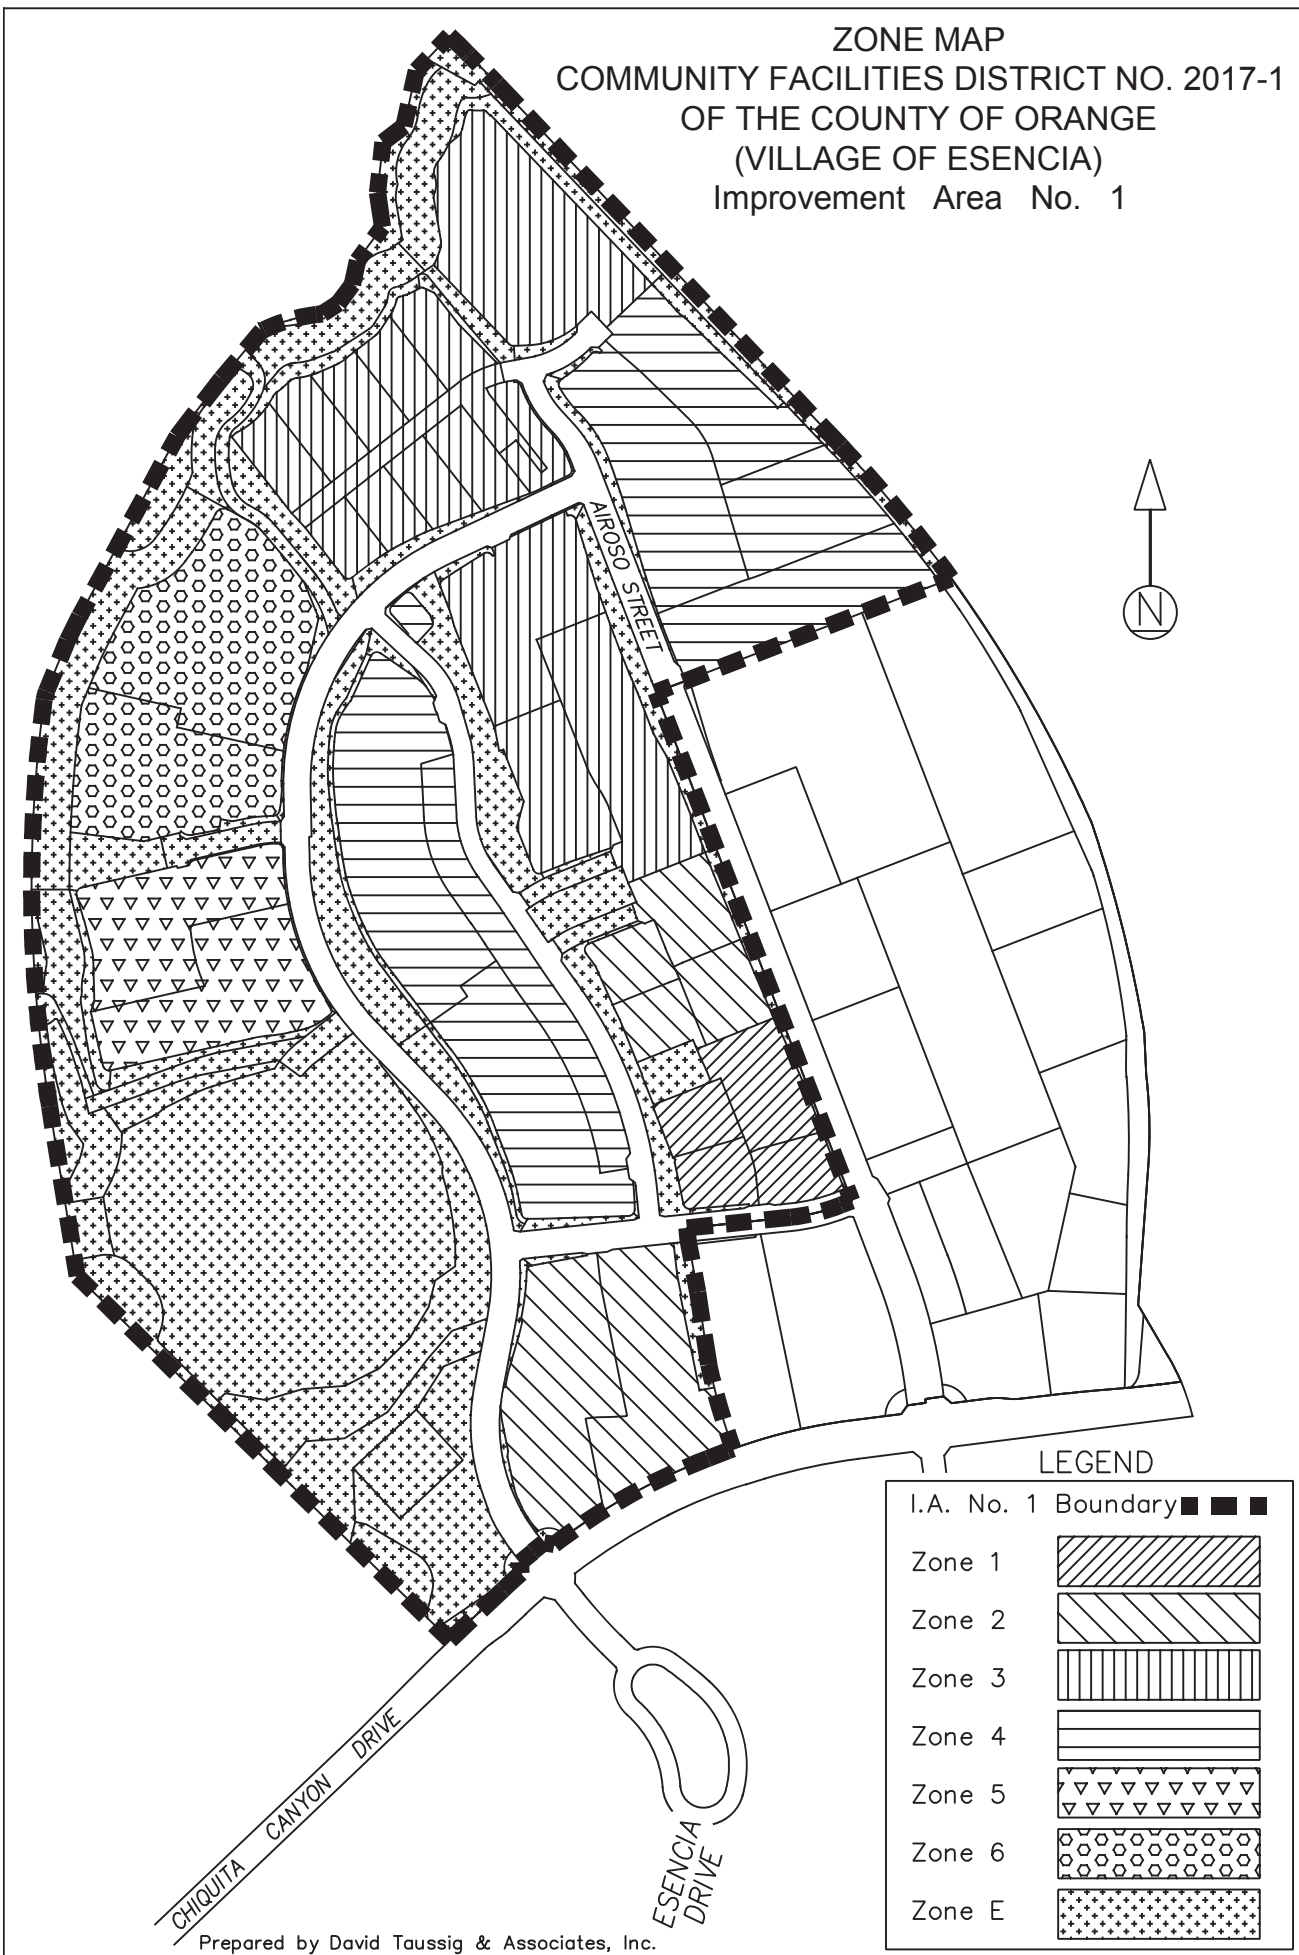 ZONE MAP
COMMUNITY FACILITIES DISTRICT NO. 2017-1
OF THE COUNTY OF ORANGE
(VILLAGE OF ESENCIA)
Improvement Area No. 1
AIROSO STREET
N
LEGEND
I.A. No. 1 Boundary
Zone 1
Zone 2
Zone 3
Zone 4
Zone 5
Zone 6
Zone E
CHIQUITA CANYON DRIVE
ESENCIA
DRIVE
Prepared by David Taussig & Associates, Inc.